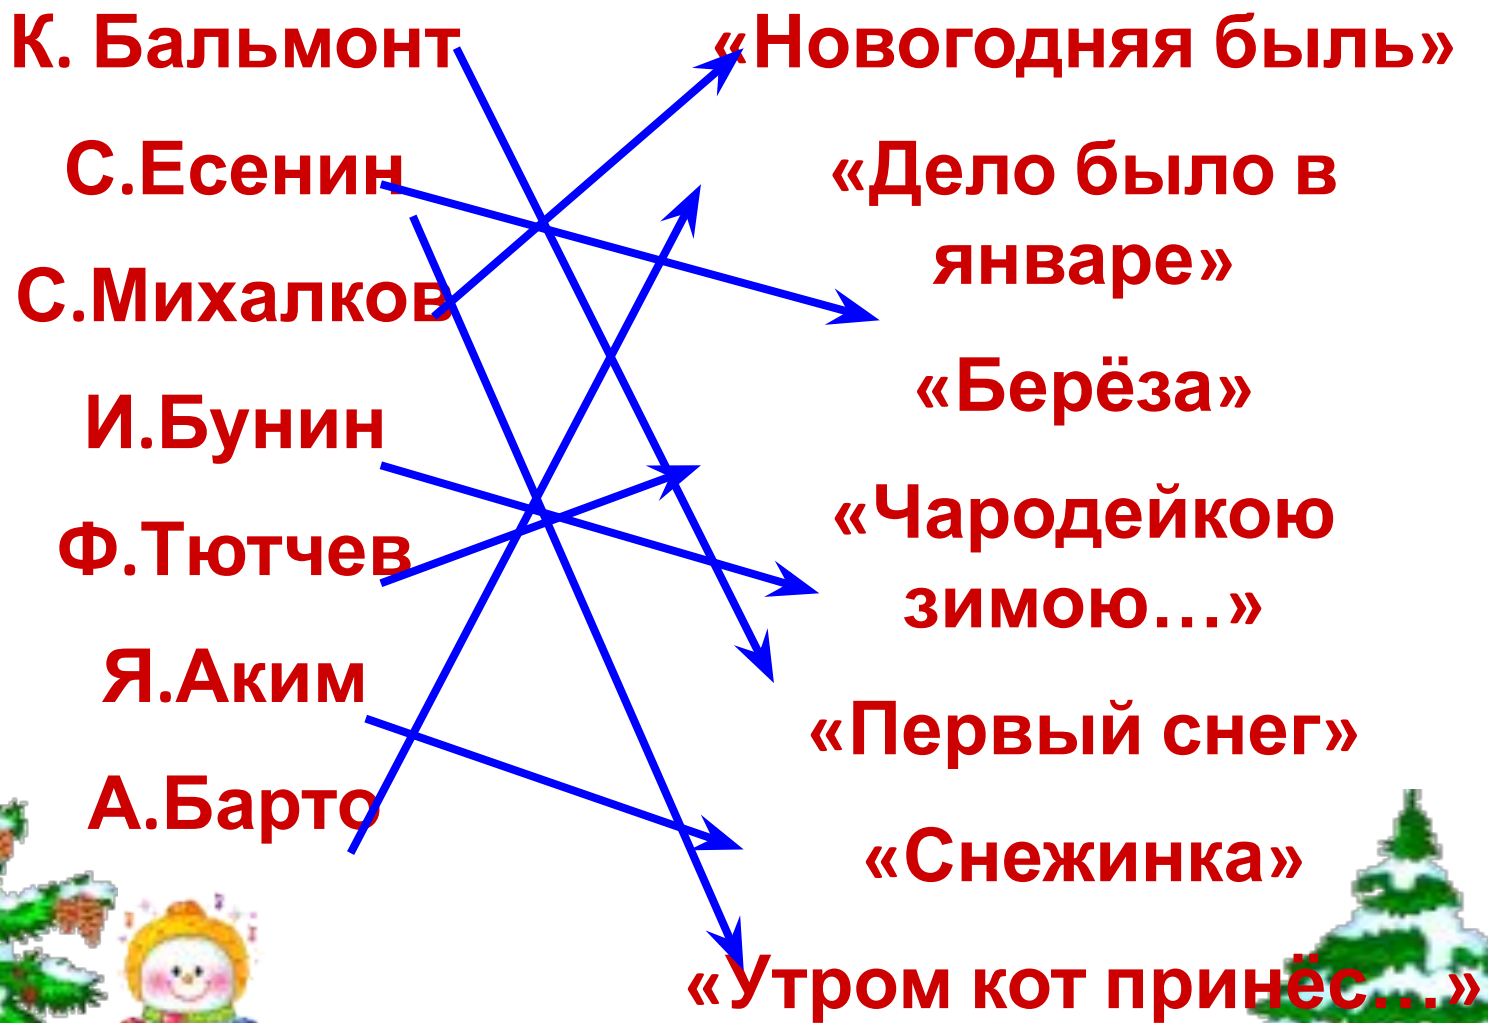 К. Бальмонт
С.Есенин
С.Михалков
И.Бунин
Ф.Тютчев
Я.Аким
А.Барто
«Новогодняя быль»
«Дело было в
январе»
«Берёза»
«Чародейкою
зимою…»
«Первый снег»
«Снежинка»
«Утром кот принёс…»